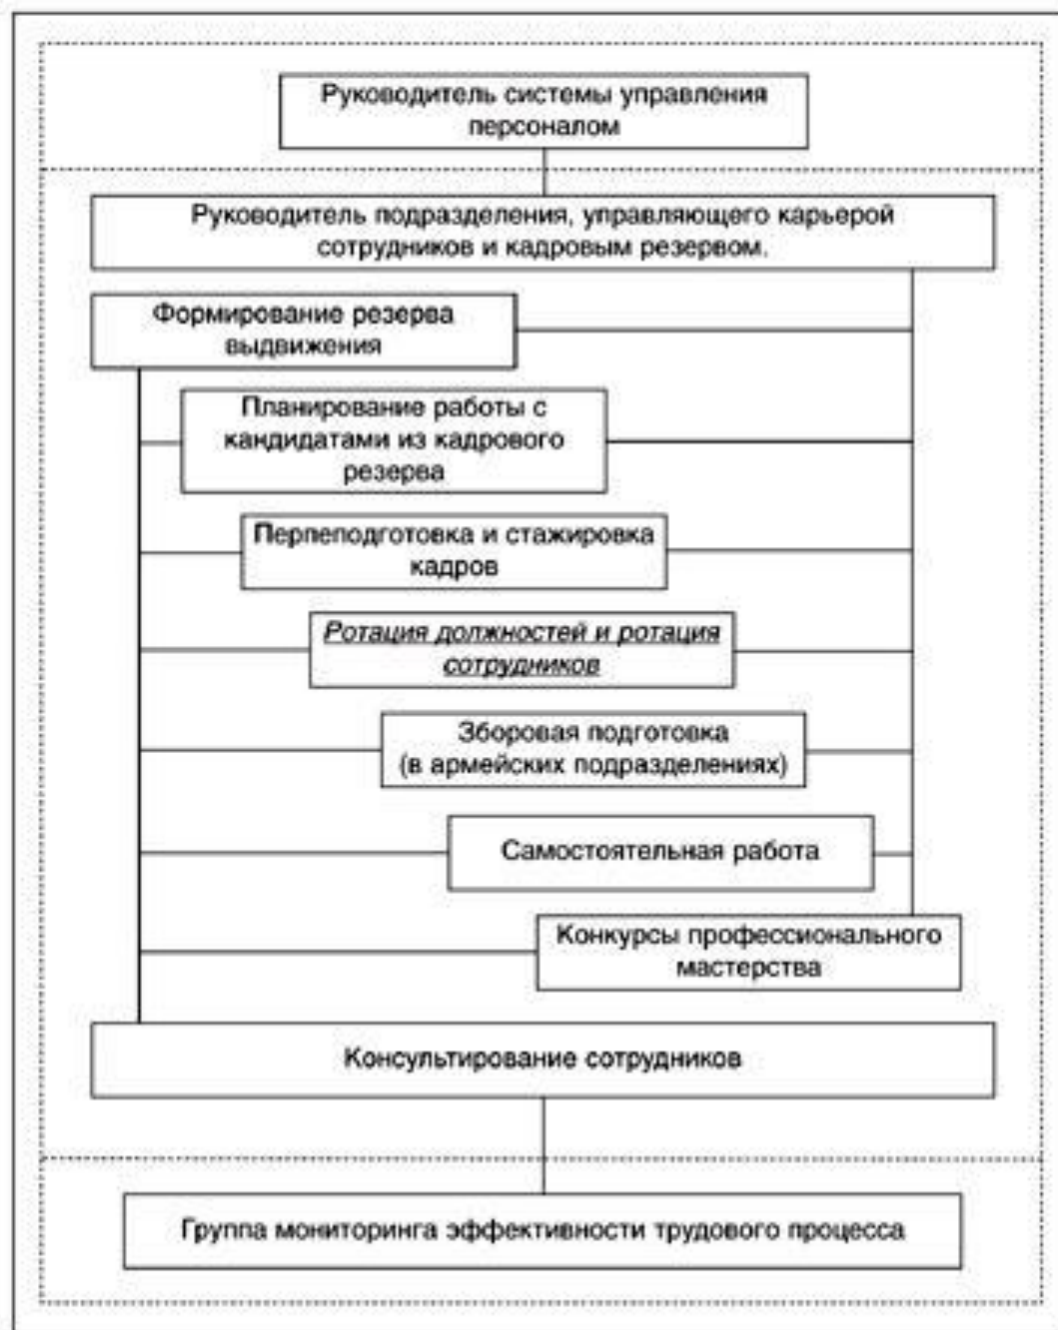 Руководитель системы управления
персоналом
Руководитель подразделения, управляющего карьерой
сотрудников и кадровым резервом.
Формирование резерва
выдвижения
Планирование работы с
кандидатами из кадрового
резерва
Перпеподготовка и стажировка
кадров
Ротация должностей и ротация
сотрудников
Зборовая подготовка
(в армейских подразделениях)
Самостоятельная работа
Конкурсы профессионального
мастерства
Консультирование сотрудников
Группа мониторинга эффективности трудового процесса